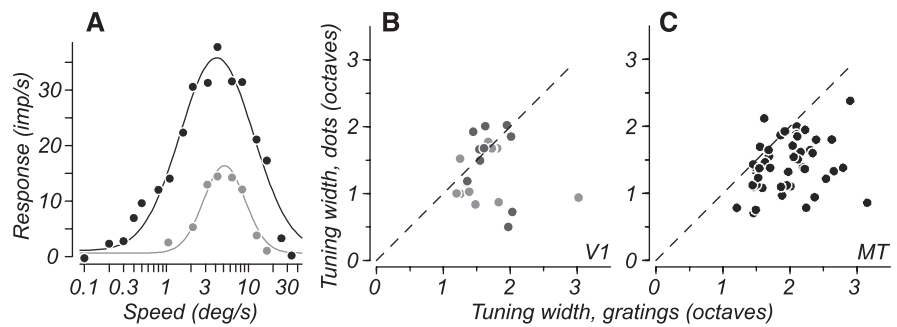 A
Response (imp/s)
30
20
10
0
0.1 0.3 1 3 10 30
Speed (deg/s)
B
Tuning width, dots (octaves)
3
2
1
0
0 1 2 3
V1
C
3
2
1
0
0 1 2 3
MT
Tuning width, gratings (octaves)